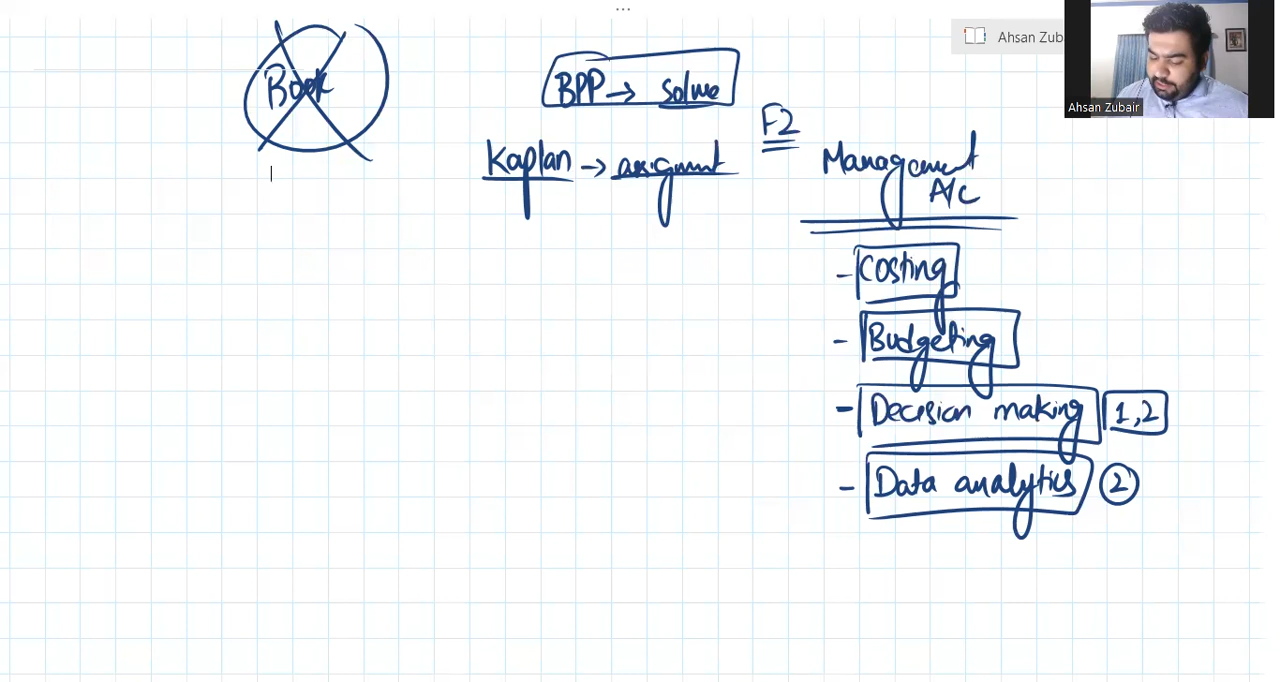 Book
BPP → solve
Kaplan → assignment
F2
Management
A/C
- Costing
- Budgeting
- Decision making 1,2
- Data analytics 2
Ahsan Zub
Ahsan Zubair